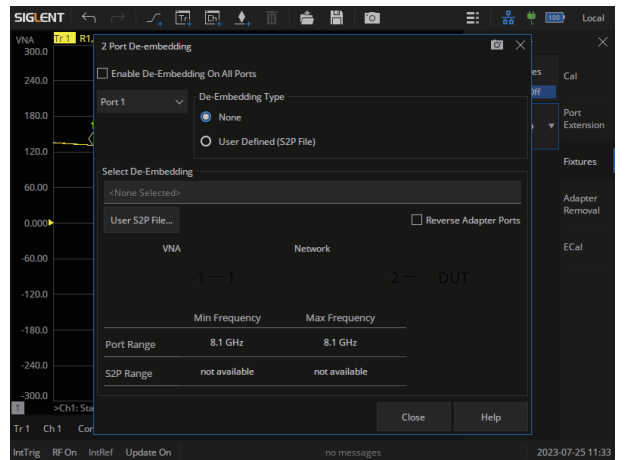 SIGLENT Tr Ch 100 Local
VNA Tr 1 R1.
300.0
240.0
180.0
120.0
60.00
0.000
-60.00
-120.0
-180.0
-240.0
-300.0
2 Port De-embedding
Enable De-Embedding On All Ports
Port 1
De-Embedding Type
None
User Defined (S2P File)
Select De-Embedding
<None Selected>
User S2P File...
Reverse Adapter Ports
VNA Network
1 — 1 2 — DUT
Min Frequency Max Frequency
Port Range 8.1 GHz 8.1 GHz
S2P Range not available not available
Close Help
es
Off
Cal
Port
Extension
Fixtures
Adapter
Removal
ECal
1 >Ch1: Sta
Tr 1 Ch 1 Cor
IntTrig RF On IntRef Update On no messages 2023-07-25 11:33